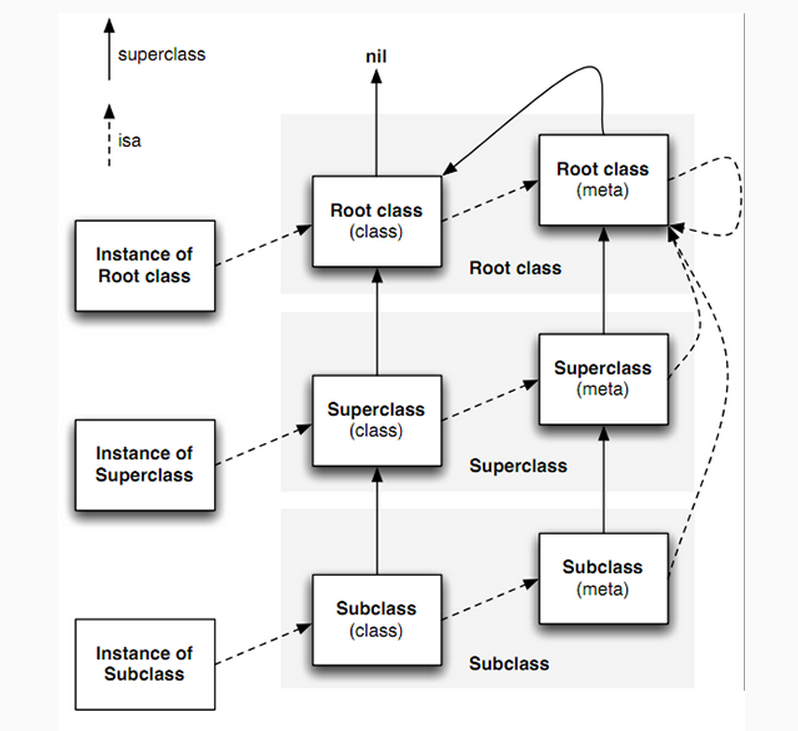 superclass
isa
nil
Root class
(meta)
Root class
(class)
Instance of
Root class
Root class
Superclass
(meta)
Superclass
(class)
Instance of
Superclass
Superclass
Subclass
(meta)
Subclass
(class)
Instance of
Subclass
Subclass